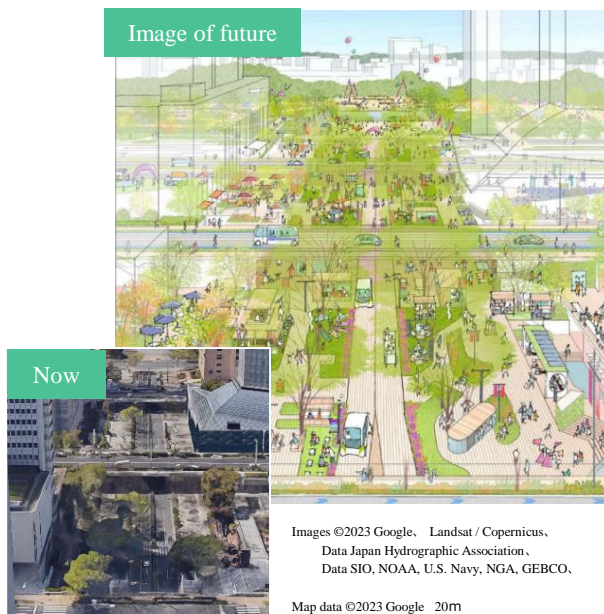 Image of future
Now
Images ©2023 Google、 Landsat / Copernicus、
Data Japan Hydrographic Association、
Data SIO, NOAA, U.S. Navy, NGA, GEBCO、
Map data ©2023 Google 20m